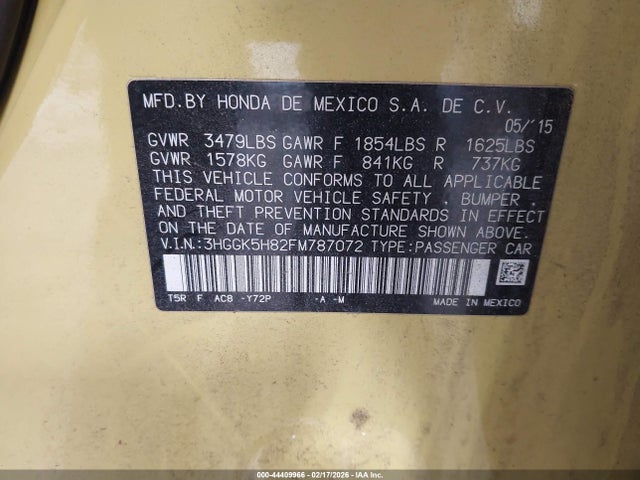 MFD.BY HONDA DE MEXICO S.A. DE C.V.
05/'15
GVWR 3479LBS GAWR F 1854LBS R 1625LBS
GVWR 1578KG GAWR F 841KG R 737KG
THIS VEHICLE CONFORMS TO ALL APPLICABLE
FEDERAL MOTOR VEHICLE SAFETY , BUMPER ,
AND THEFT PREVENTION STANDARDS IN EFFECT
ON THE DATE OF MANUFACTURE SHOWN ABOVE.
V.I.N.:3HGGK5H82FM787072 TYPE:PASSENGER CAR
T5R F AC8 -Y72P -A -M MADE IN MEXICO
000-44409966 - 02/17/2026 - IAA Inc.